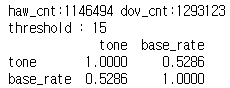 haw_cnt:1146494 dov_cnt:1293123
threshold : 15
tone base_rate
tone 1.0000 0.5286
base_rate 0.5286 1.0000